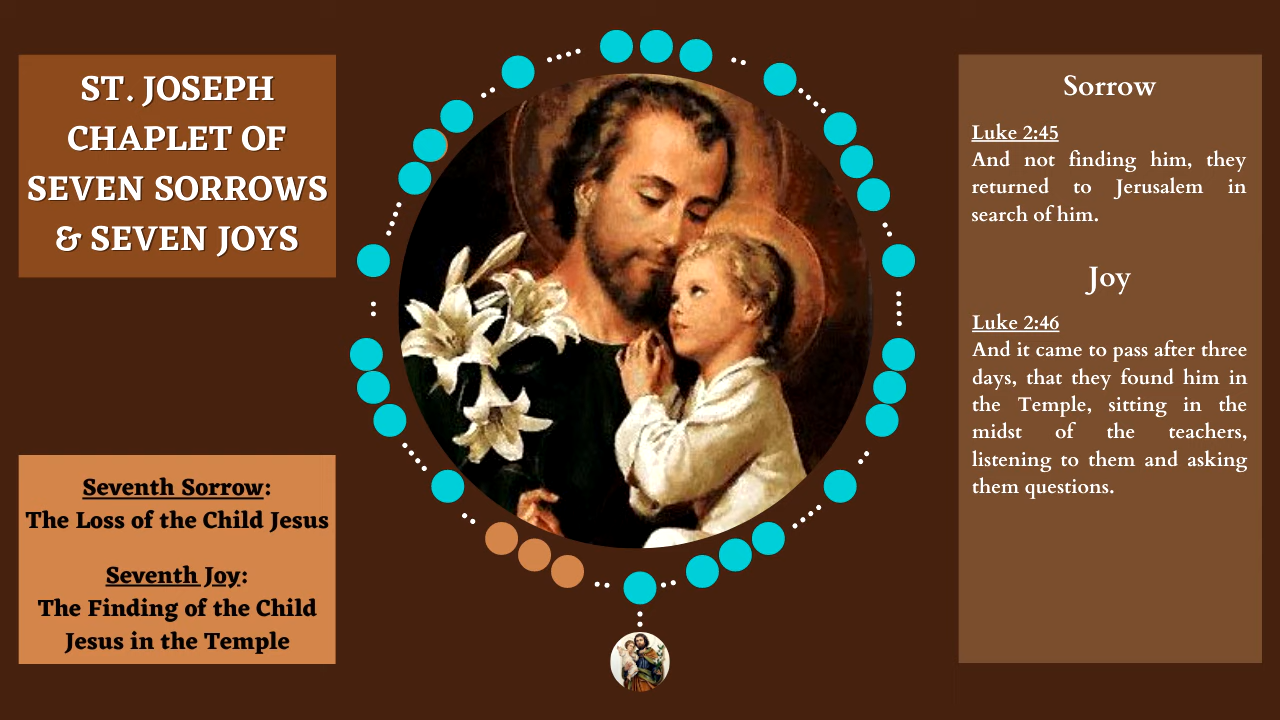 ST. JOSEPH
CHAPLET OF
SEVEN SORROWS
& SEVEN JOYS
Seventh Sorrow:
The Loss of the Child Jesus
Seventh Joy:
The Finding of the Child
Jesus in the Temple
Sorrow
Luke 2:45
And not finding him, they
returned to Jerusalem in
search of him.
Joy
Luke 2:46
And it came to pass after three
days, that they found him in
the Temple, sitting in the
midst of the teachers,
listening to them and asking
them questions.